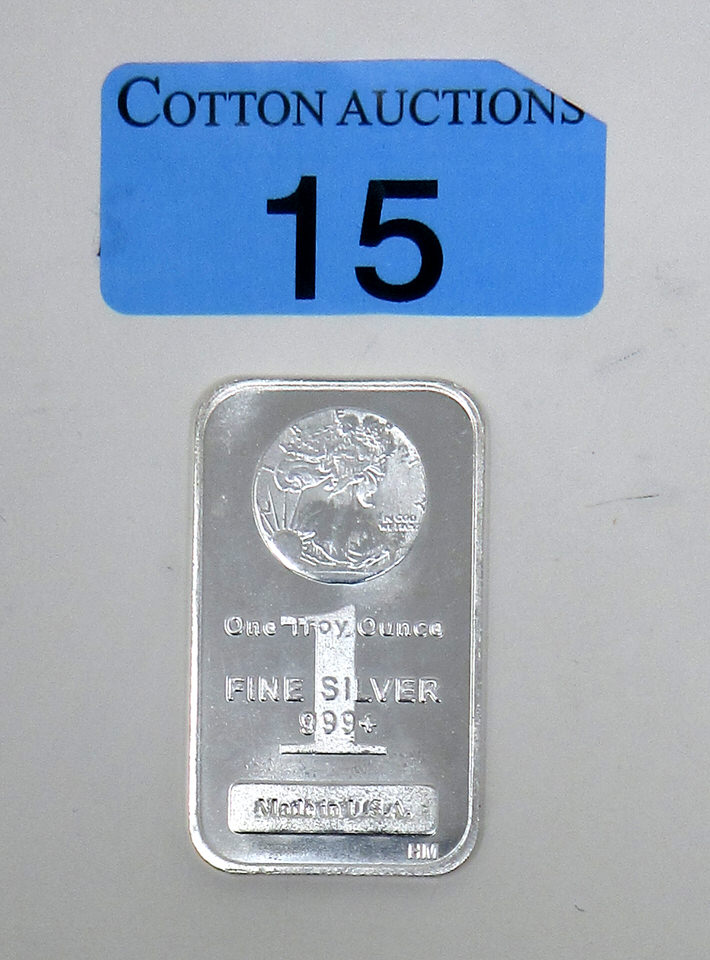 COTTON AUCTIONS
15
IN GOD
WE TRUST
One Troy Ounce
1
FINE SILVER
999+
Made in U.S.A.
HM